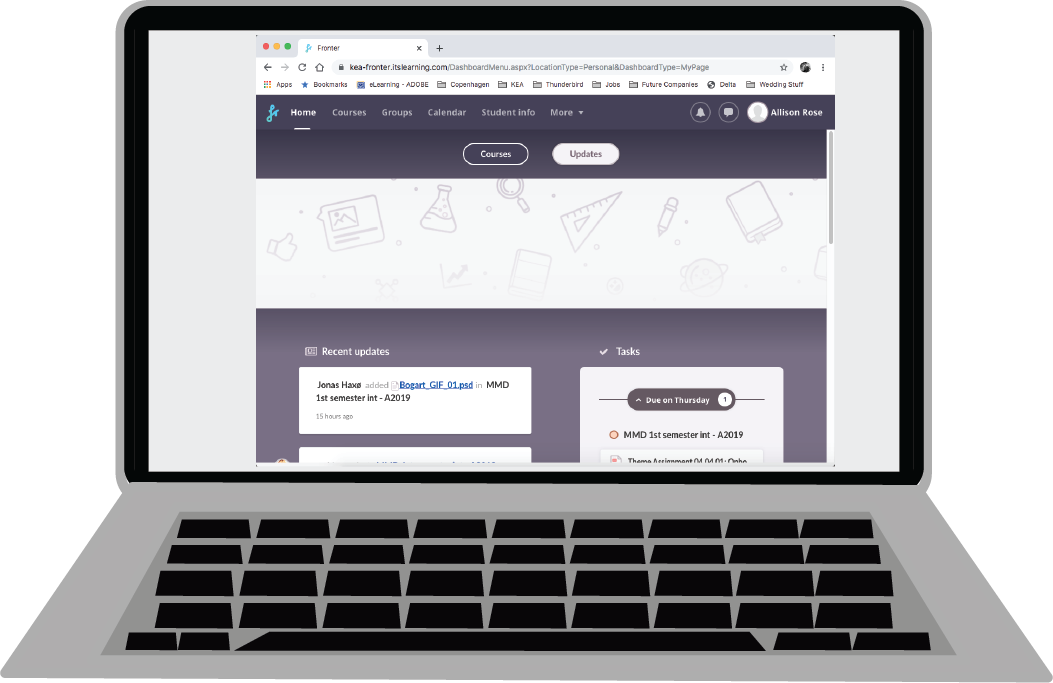 Fronter
kea-fronter.itslearning.com/DashboardMenu.aspx?LocationType=Personal&DashboardType=MyPage
Apps Bookmarks eLearning - ADOBE Copenhagen KEA Thunderbird Jobs Future Companies Delta Wedding Stuff
Home Courses Groups Calendar Student info More Allison Rose
Courses Updates
Recent updates
Jonas Haxø added Bogart_GIF_01.psd in MMD
1st semester int - A2019
15 hours ago
Tasks
Due on Thursday 1
MMD 1st semester int - A2019
Theme Assignment 04.04.01: Onbo